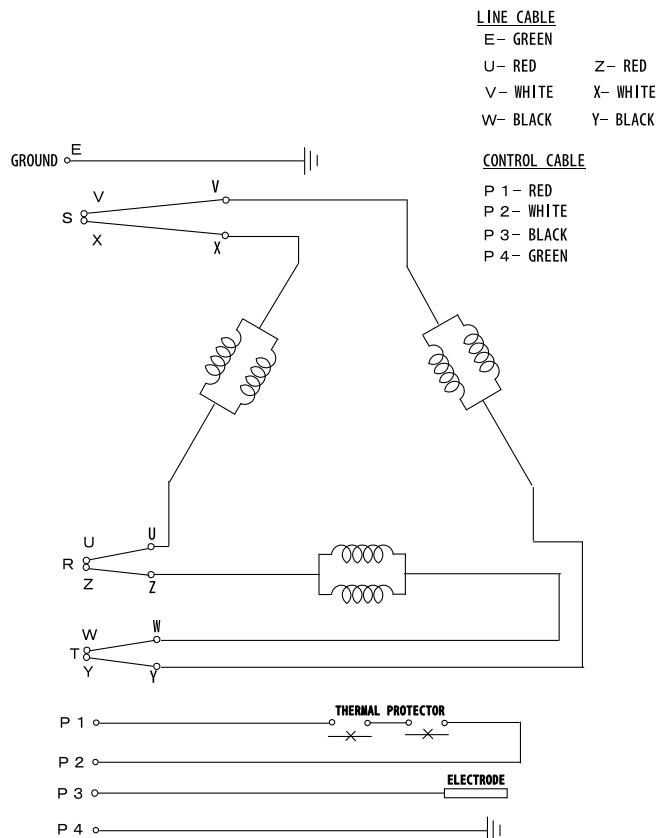 LINE CABLE
E– GREEN
U– RED Z– RED
V– WHITE X– WHITE
W– BLACK Y– BLACK
CONTROL CABLE
P 1– RED
P 2– WHITE
P 3– BLACK
P 4– GREEN
GROUND E
V V
S
X X
U U
R
Z Z
W W
T
Y Y
P 1 THERMAL PROTECTOR
P 2
P 3 ELECTRODE
P 4